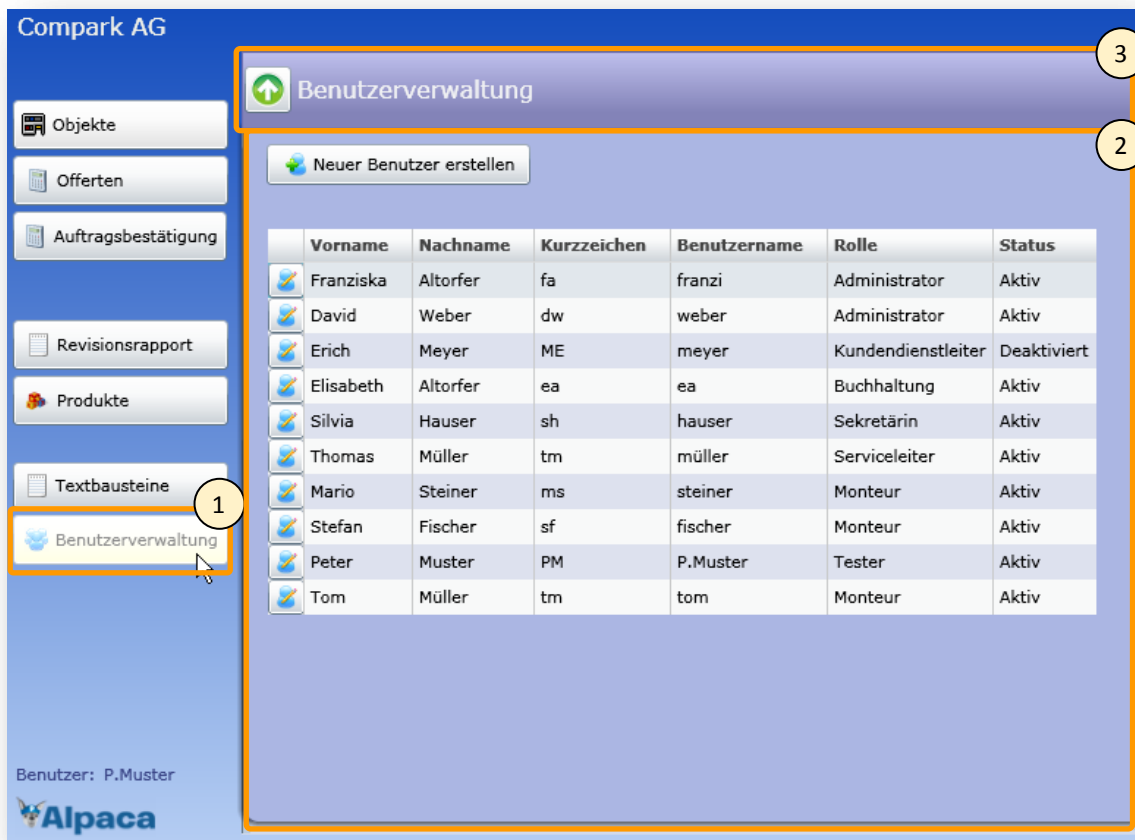 Compark AG
3
Benutzerverwaltung
Objekte
2
Neuer Benutzer erstellen
Offerten
Auftragsbestätigung
Vorname Nachname Kurzzeichen Benutzername Rolle Status
Franziska Altorfer fa franzi Administrator Aktiv
David Weber dw weber Administrator Aktiv
Revisionsrapport
Erich Meyer ME meyer Kundendienstleiter Deaktiviert
Elisabeth Altorfer ea ea Buchhaltung Aktiv
Produkte
Silvia Hauser sh hauser Sekretärin Aktiv
Thomas Müller tm müller Serviceleiter Aktiv
Textbausteine
1
Mario Steiner ms steiner Monteur Aktiv
Stefan Fischer sf fischer Monteur Aktiv
Benutzerverwaltung
Peter Muster PM P.Muster Tester Aktiv
Tom Müller tm tom Monteur Aktiv
Benutzer: P.Muster
Alpaca